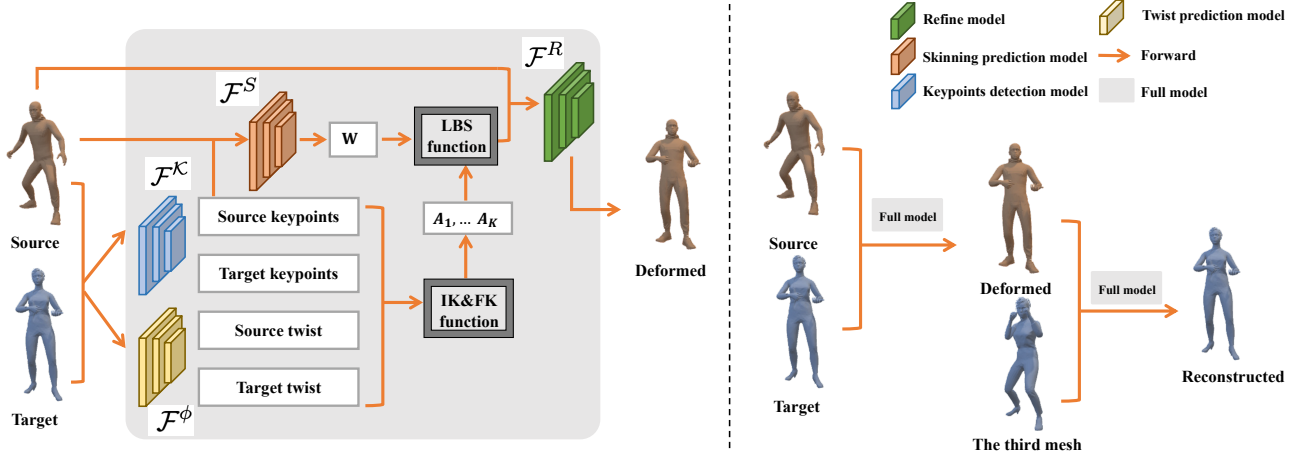 Source
Target
𝓕^𝒦
𝓕^ϕ
𝓕^S
W
LBS
function
𝓕^R
Source keypoints
Target keypoints
Source twist
Target twist
A₁, … A_K
IK&FK
function
Deformed
Refine model
Skinning prediction model
Keypoints detection model
Twist prediction model
Forward
Full model
Source
Target
Full model
Deformed
The third mesh
Full model
Reconstructed